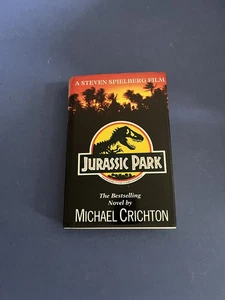 A STEVEN SPIELBERG FILM
JURASSIC PARK
The Bestselling
Novel by
MICHAEL CRICHTON